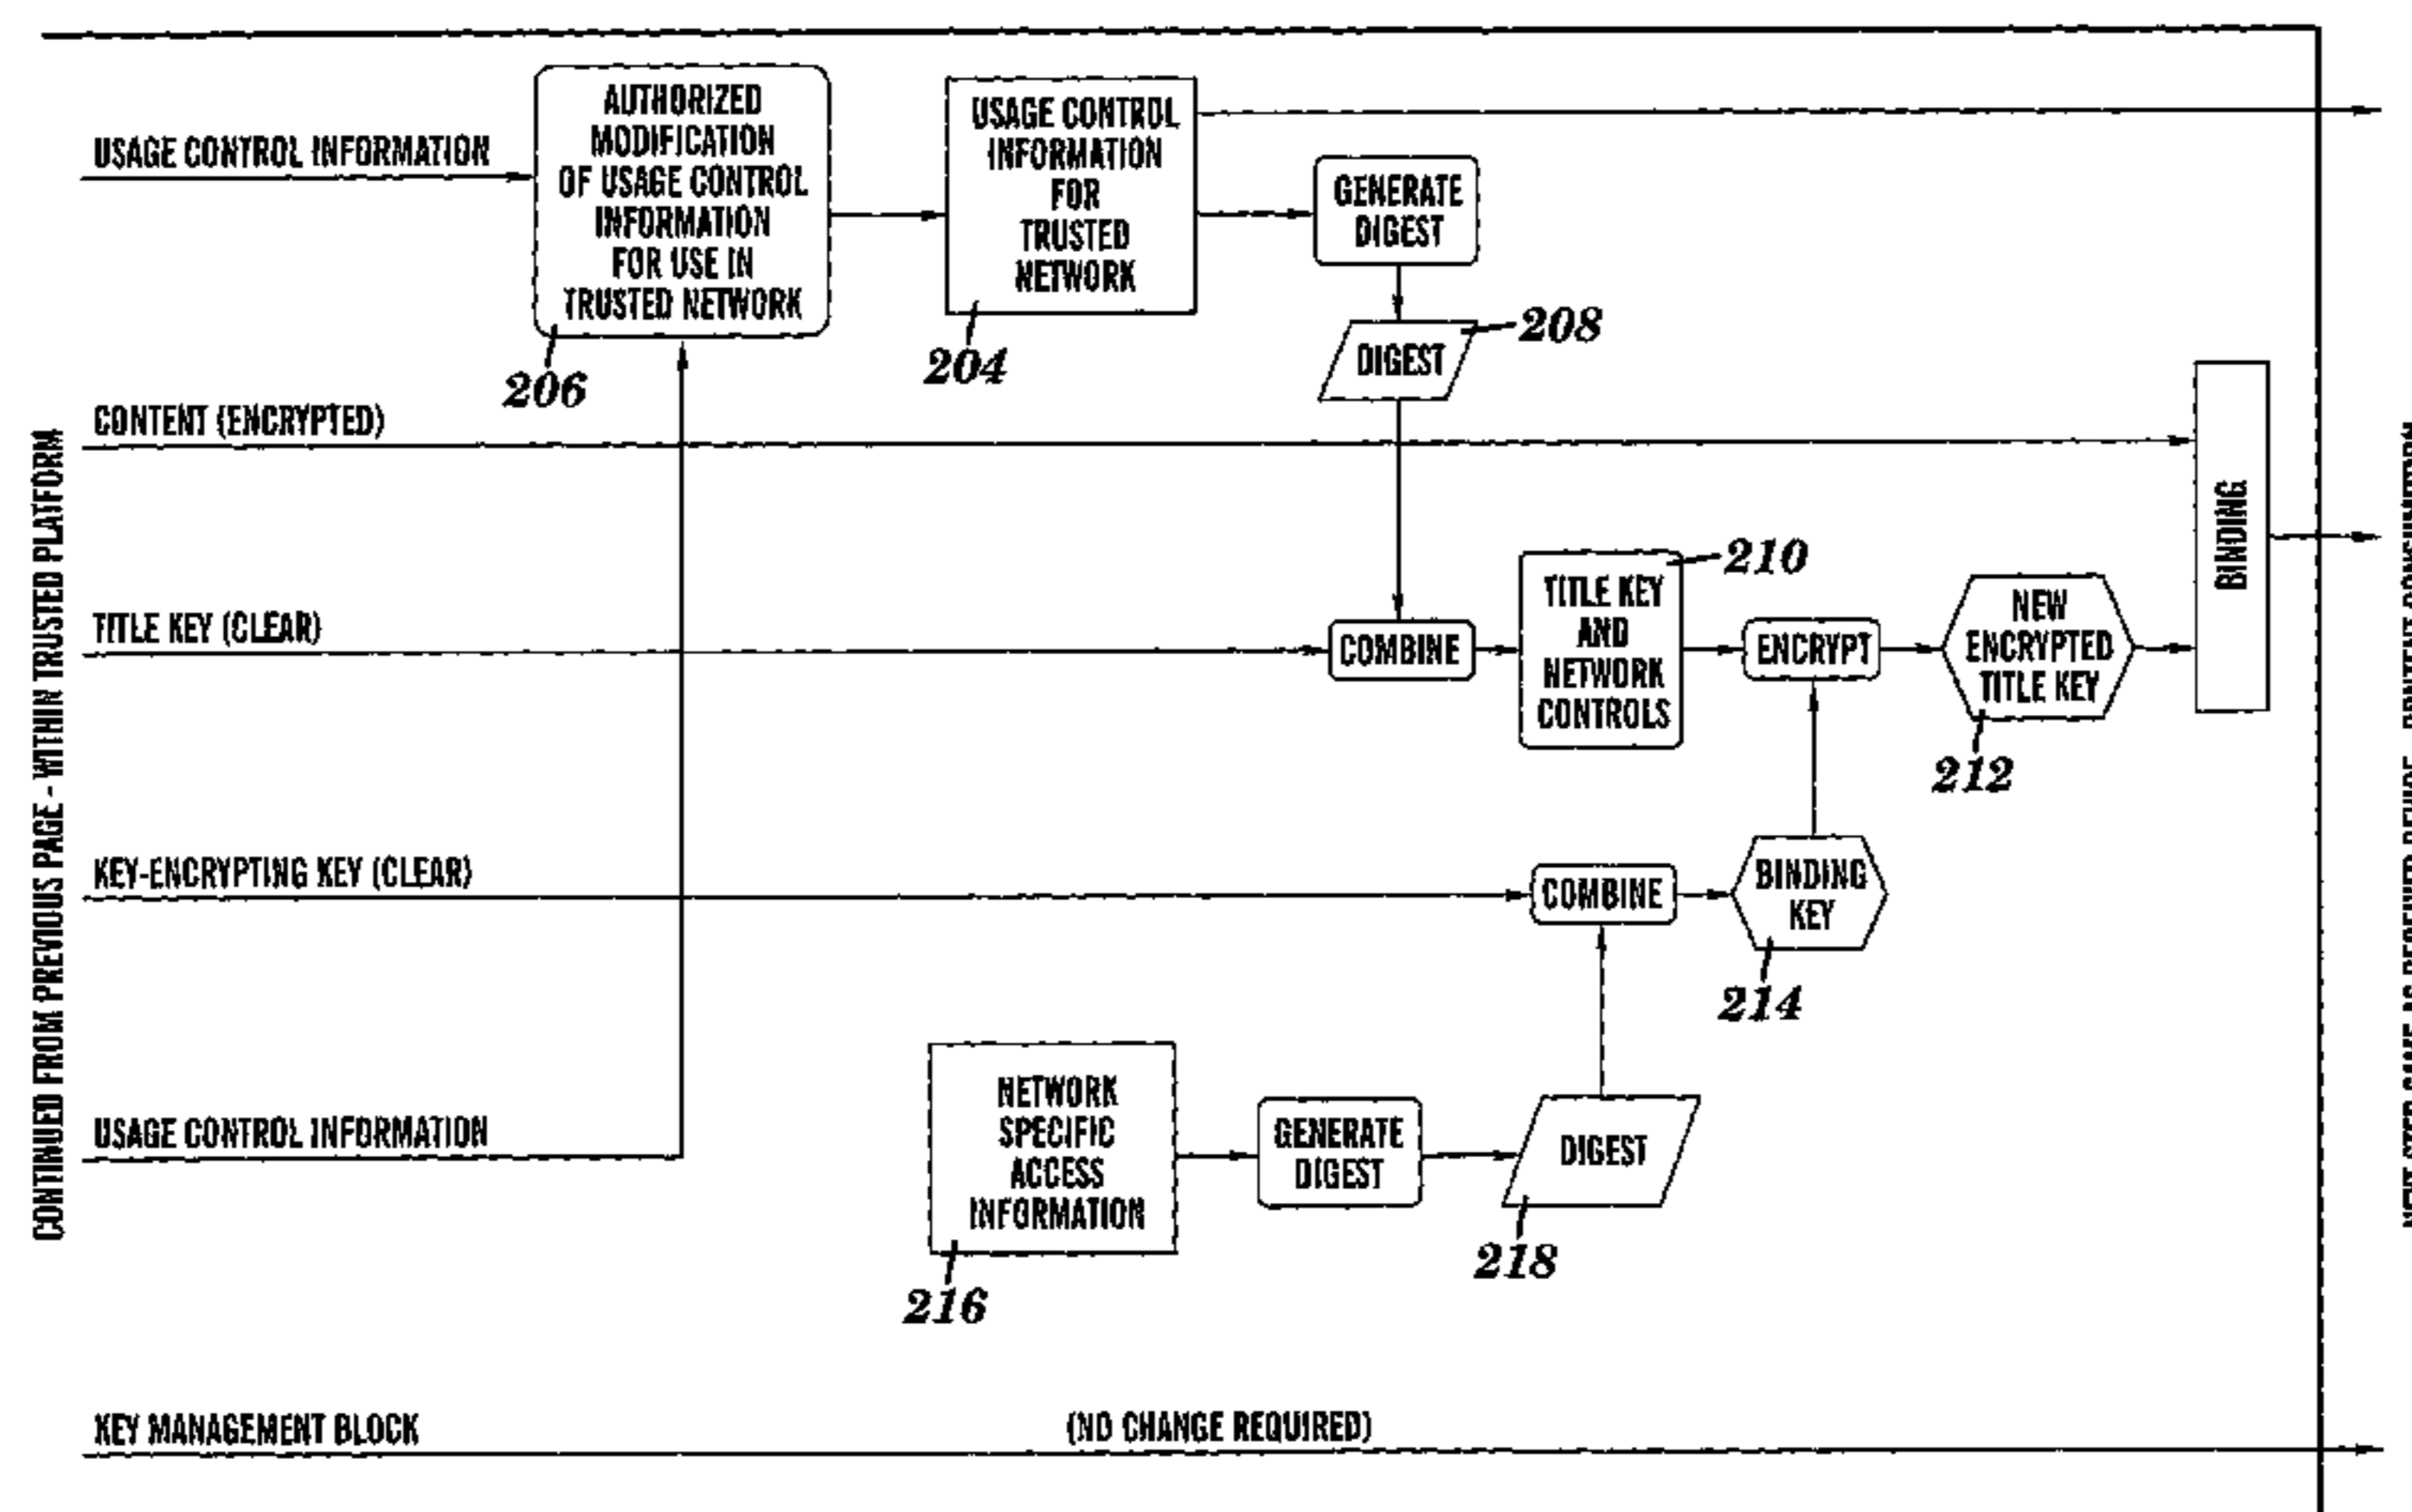 USAGE CONTROL INFORMATION
AUTHORIZED
MODIFICATION
OF USAGE CONTROL
INFORMATION
FOR USE IN
TRUSTED NETWORK
206
USAGE CONTROL
INFORMATION
FOR
TRUSTED
NETWORK
204
GENERATE
DIGEST
DIGEST
208
CONTENT (ENCRYPTED)
BINDING
TITLE KEY (CLEAR)
COMBINE
TITLE KEY
AND
NETWORK
CONTROLS
210
ENCRYPT
NEW
ENCRYPTED
TITLE KEY
212
KEY-ENCRYPTING KEY (CLEAR)
COMBINE
BINDING
KEY
214
USAGE CONTROL INFORMATION
NETWORK
SPECIFIC
ACCESS
INFORMATION
216
GENERATE
DIGEST
DIGEST
218
KEY MANAGEMENT BLOCK
(NO CHANGE REQUIRED)
CONTINUED FROM PREVIOUS PAGE - WITHIN TRUSTED PLATFORM